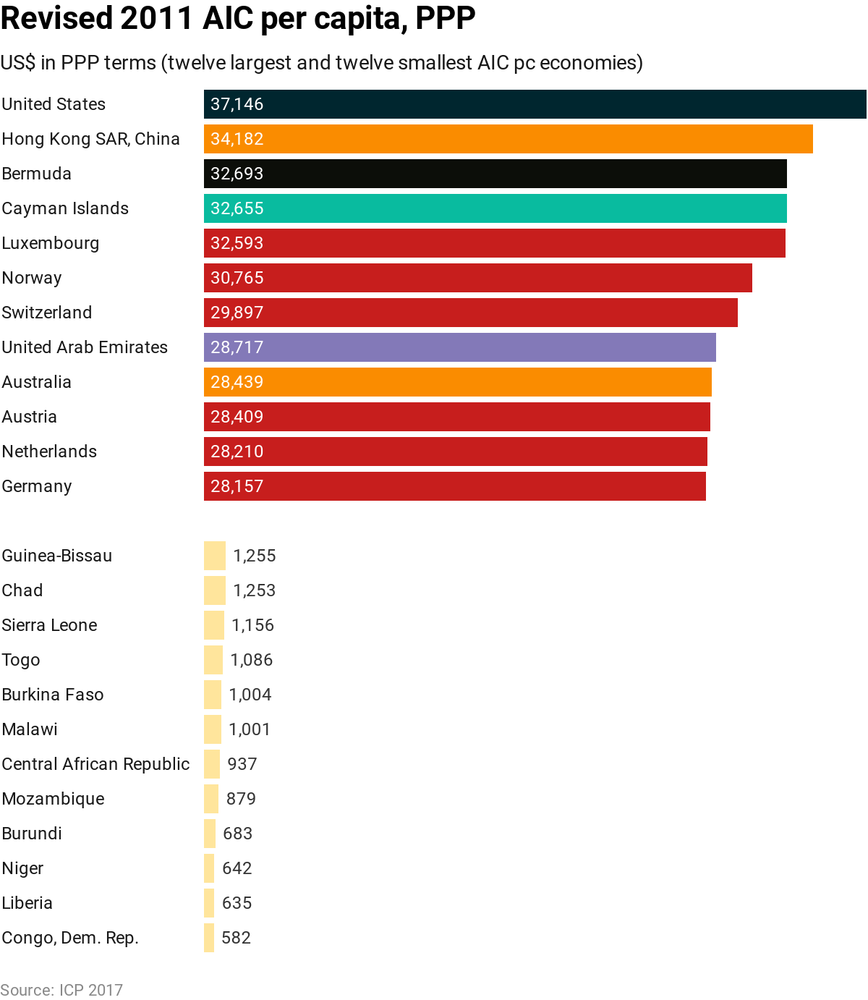 Revised 2011 AIC per capita, PPP
US$ in PPP terms (twelve largest and twelve smallest AIC pc economies)
United States 37,146
Hong Kong SAR, China 34,182
Bermuda 32,693
Cayman Islands 32,655
Luxembourg 32,593
Norway 30,765
Switzerland 29,897
United Arab Emirates 28,717
Australia 28,439
Austria 28,409
Netherlands 28,210
Germany 28,157
Guinea-Bissau 1,255
Chad 1,253
Sierra Leone 1,156
Togo 1,086
Burkina Faso 1,004
Malawi 1,001
Central African Republic 937
Mozambique 879
Burundi 683
Niger 642
Liberia 635
Congo, Dem. Rep. 582
Source: ICP 2017